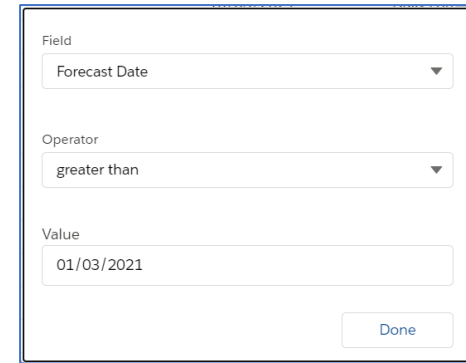 Field
Forecast Date
Operator
greater than
Value
01/03/2021
Done